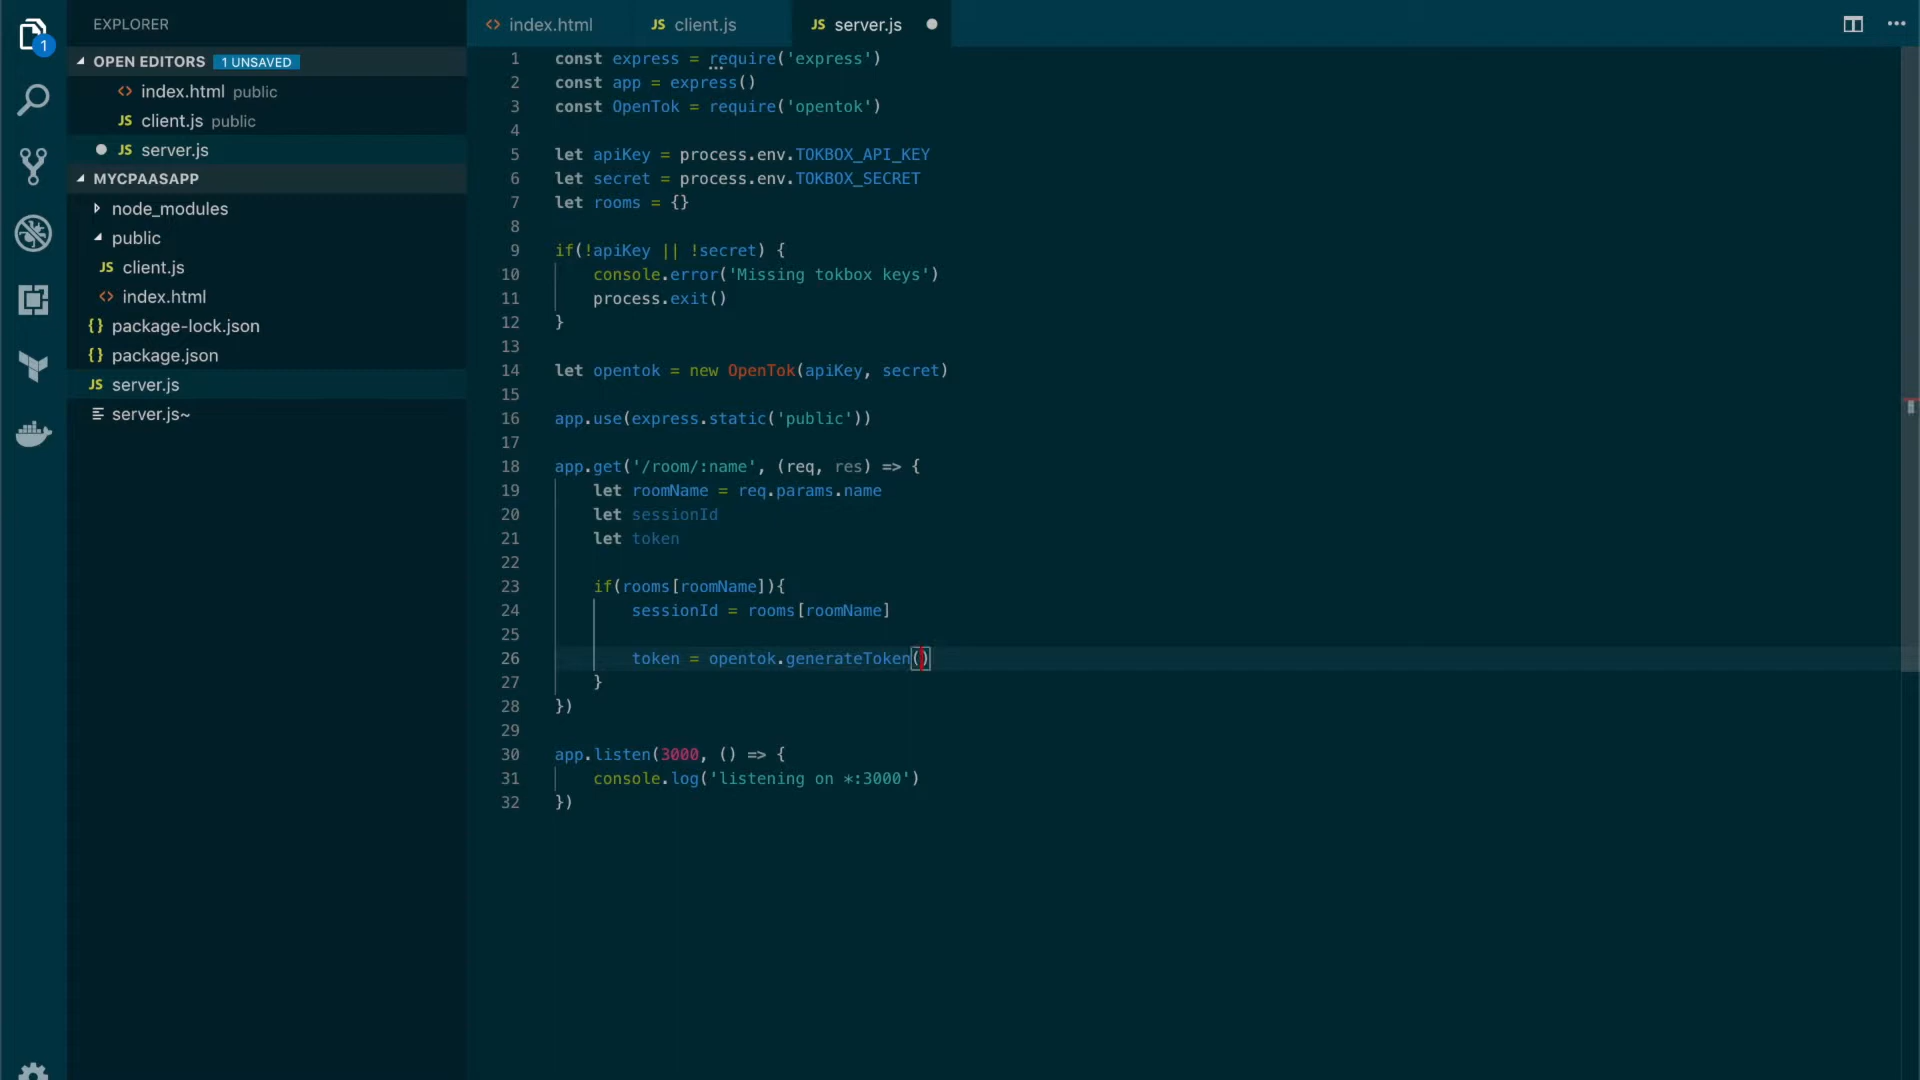 EXPLORER
OPEN EDITORS 1 UNSAVED
<> index.html public
JS client.js public
JS server.js
MYCPAASAPP
node_modules
public
JS client.js
<> index.html
{} package-lock.json
{} package.json
JS server.js
server.js~
1
<> index.html
JS client.js
JS server.js
1 const express = require('express')
2 const app = express()
3 const OpenTok = require('opentok')
4
5 let apiKey = process.env.TOKBOX_API_KEY
6 let secret = process.env.TOKBOX_SECRET
7 let rooms = {}
8
9 if(!apiKey || !secret) {
10 console.error('Missing tokbox keys')
11 process.exit()
12 }
13
14 let opentok = new OpenTok(apiKey, secret)
15
16 app.use(express.static('public'))
17
18 app.get('/room/:name', (req, res) => {
19 let roomName = req.params.name
20 let sessionId
21 let token
22
23 if(rooms[roomName]){
24 sessionId = rooms[roomName]
25
26 token = opentok.generateToken()
27 }
28 })
29
30 app.listen(3000, () => {
31 console.log('listening on *:3000')
32 })